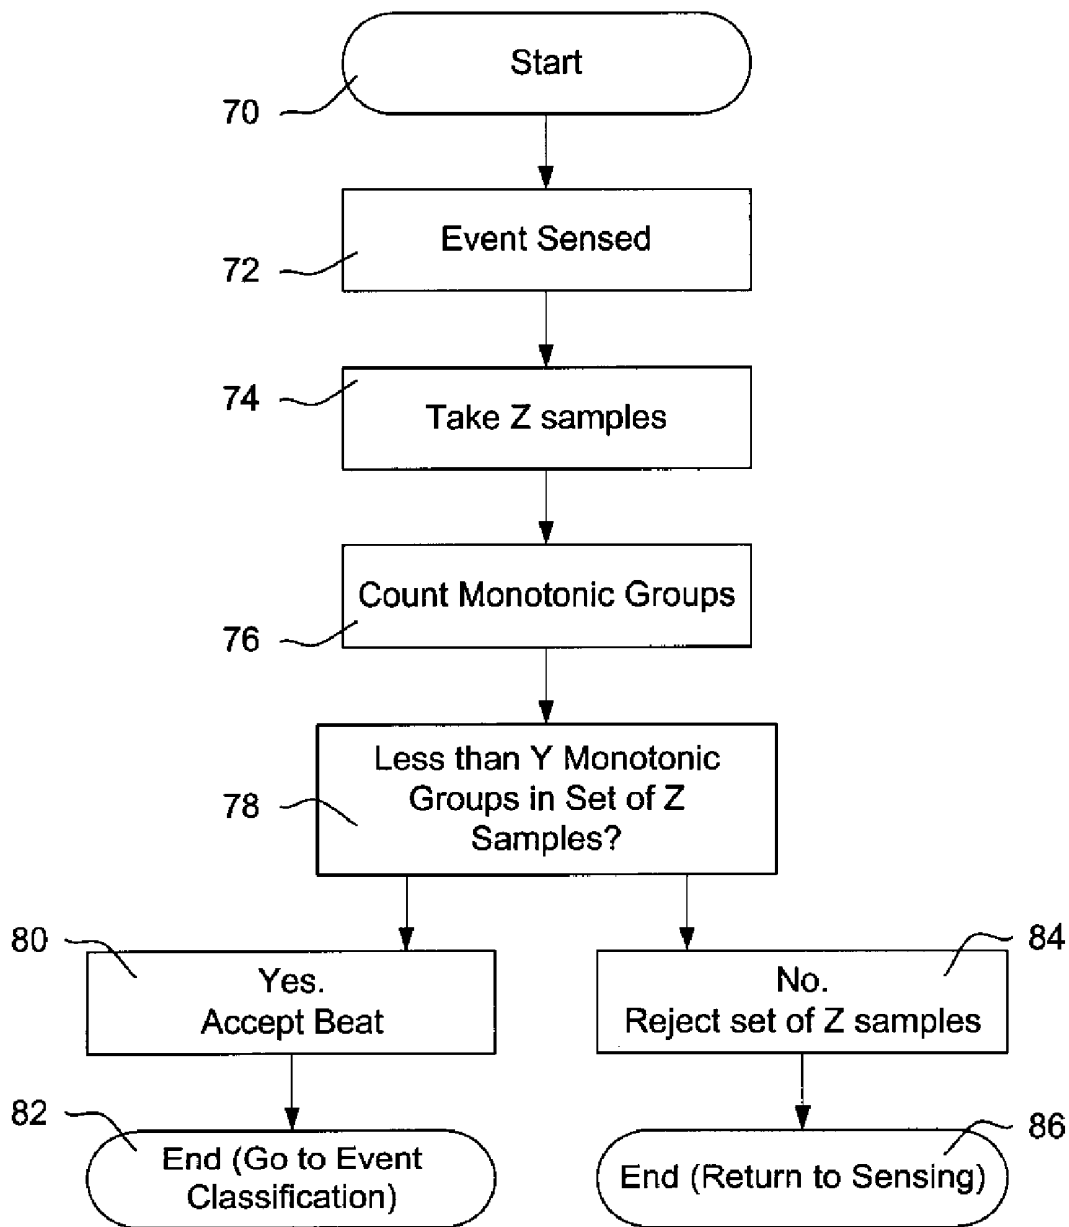 Start
70
Event Sensed
72
74
Take Z samples
Count Monotonic Groups
76
Less than Y Monotonic
Groups in Set of Z
Samples?
78
80
Yes.
Accept Beat
84
No.
Reject set of Z samples
82
End (Go to Event
Classification)
86
End (Return to Sensing)